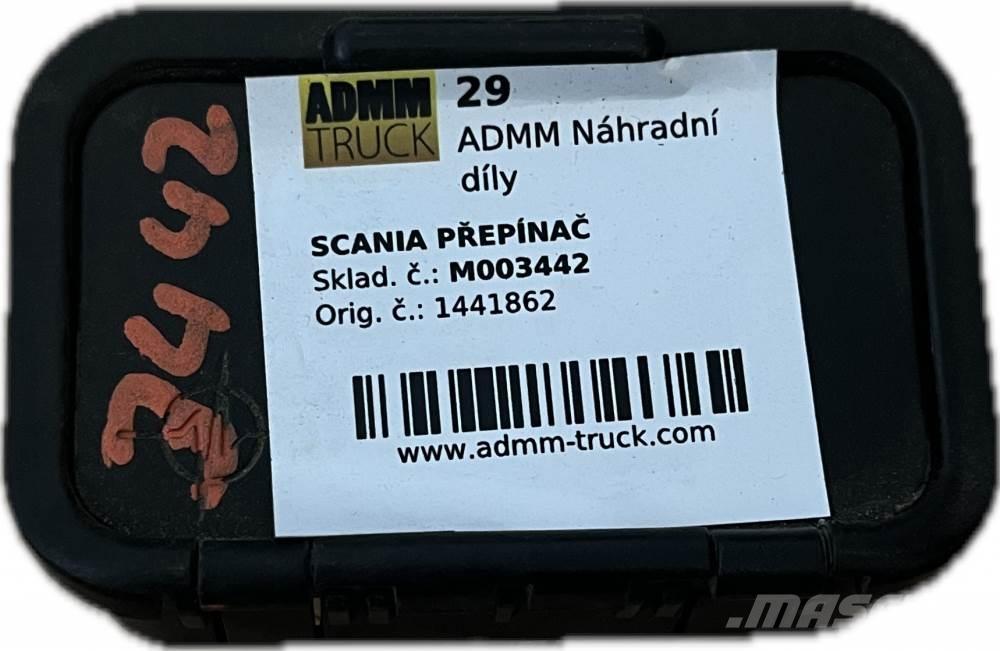 ADMM
TRUCK
29
ADMM Náhradní
díly
SCANIA PŘEPÍNAČ
Sklad. č.: M003442
Orig. č.: 1441862
www.admm-truck.com
3442